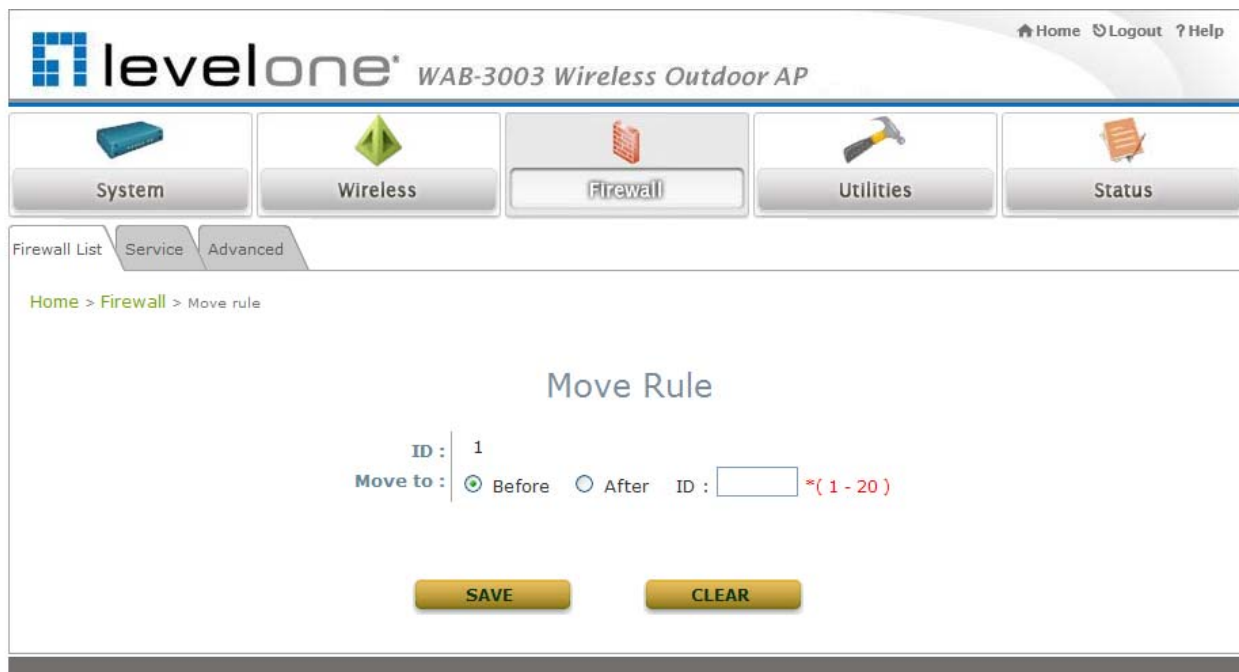 Home Logout ? Help
levelone® WAB-3003 Wireless Outdoor AP
System Wireless Firewall Utilities Status
Firewall List Service Advanced
Home > Firewall > Move rule
Move Rule
ID : 1
Move to : Before After ID : *( 1 - 20 )
SAVE CLEAR